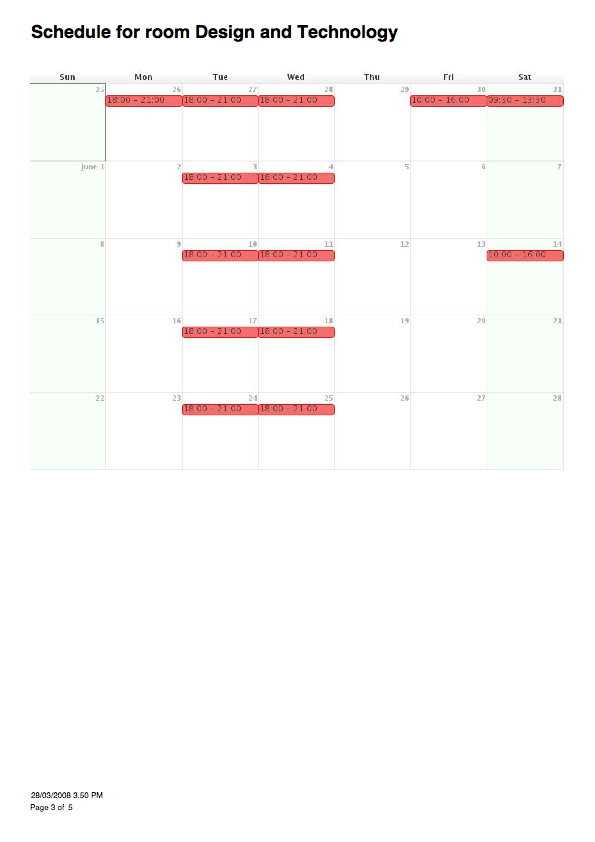 Schedule for room Design and Technology
Sun Mon Tue Wed Thu Fri Sat
25 26 27 28 29 30 31
18:00 – 21:00 18:00 – 21:00 18:00 – 21:00 10:00 – 16:00 09:30 – 13:30
June 1 2 3 4 5 6 7
18:00 – 21:00 18:00 – 21:00
8 9 10 11 12 13 14
18:00 – 21:00 18:00 – 21:00 10:00 – 16:00
15 16 17 18 19 20 21
18:00 – 21:00 18:00 – 21:00
22 23 24 25 26 27 28
18:00 – 21:00 18:00 – 21:00
28/03/2008 3.50 PM
Page 3 of 5